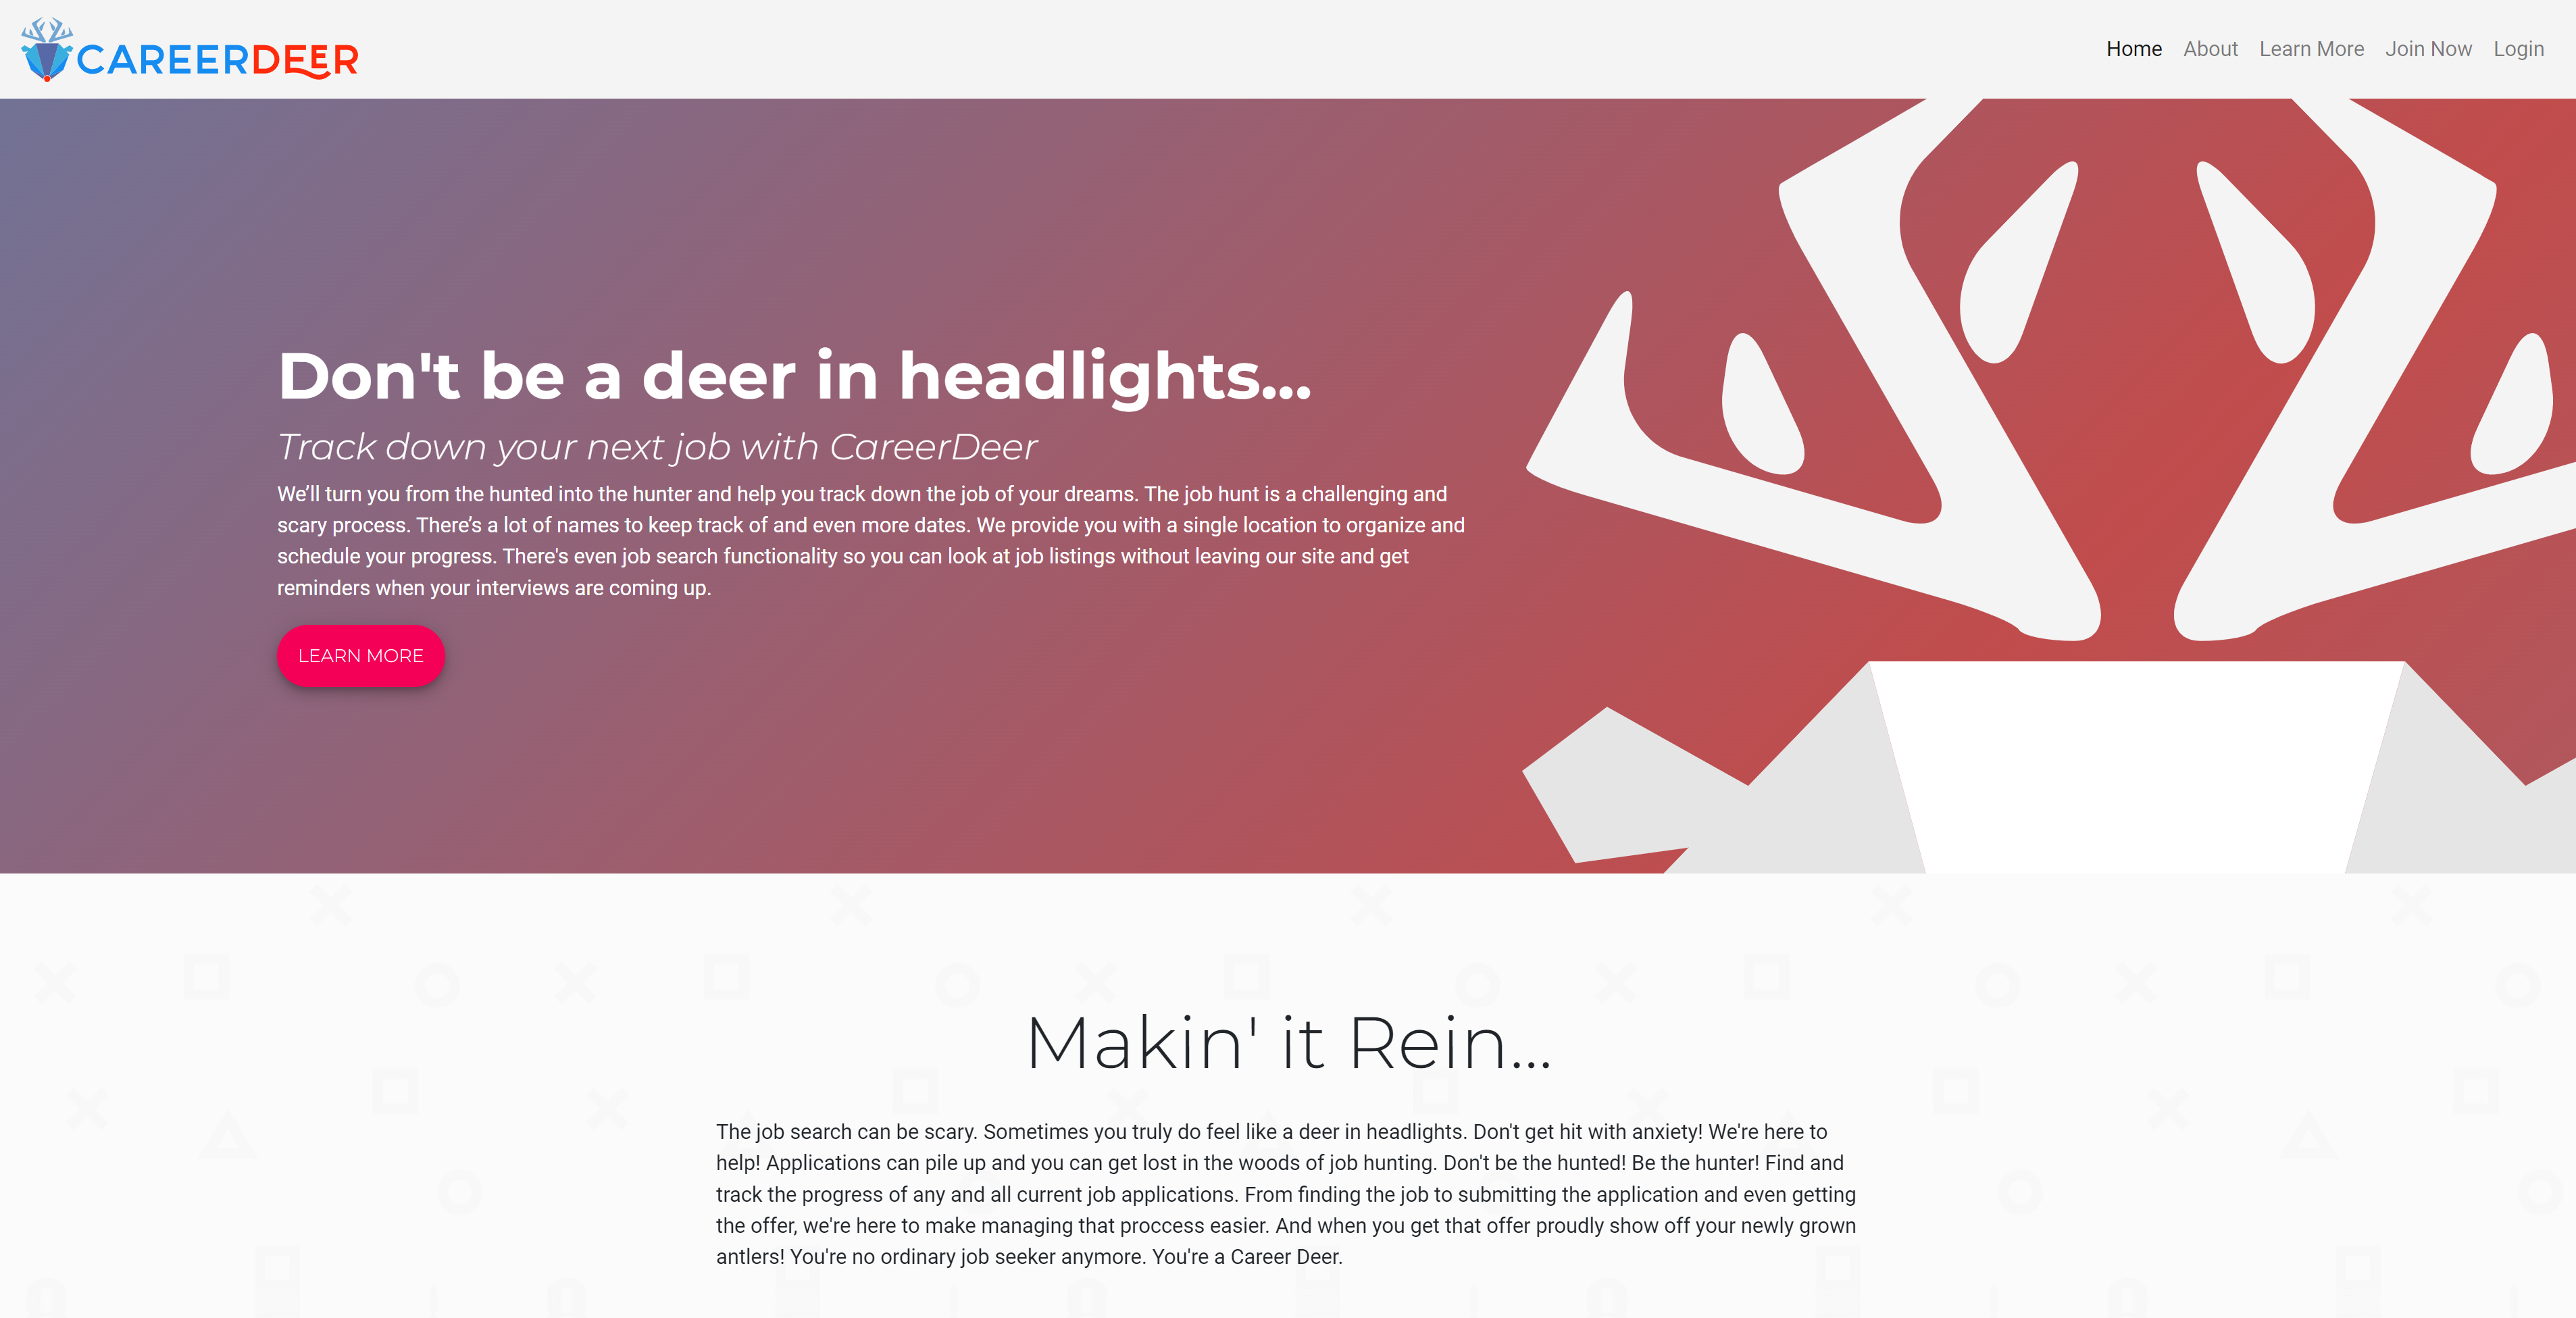 CAREERDEER
Home About Learn More Join Now Login
Don't be a deer in headlights...
Track down your next job with CareerDeer
We’ll turn you from the hunted into the hunter and help you track down the job of your dreams. The job hunt is a challenging and
scary process. There’s a lot of names to keep track of and even more dates. We provide you with a single location to organize and
schedule your progress. There's even job search functionality so you can look at job listings without leaving our site and get
reminders when your interviews are coming up.
LEARN MORE
Makin' it Rein...
The job search can be scary. Sometimes you truly do feel like a deer in headlights. Don't get hit with anxiety! We're here to
help! Applications can pile up and you can get lost in the woods of job hunting. Don't be the hunted! Be the hunter! Find and
track the progress of any and all current job applications. From finding the job to submitting the application and even getting
the offer, we're here to make managing that proccess easier. And when you get that offer proudly show off your newly grown
antlers! You're no ordinary job seeker anymore. You're a Career Deer.